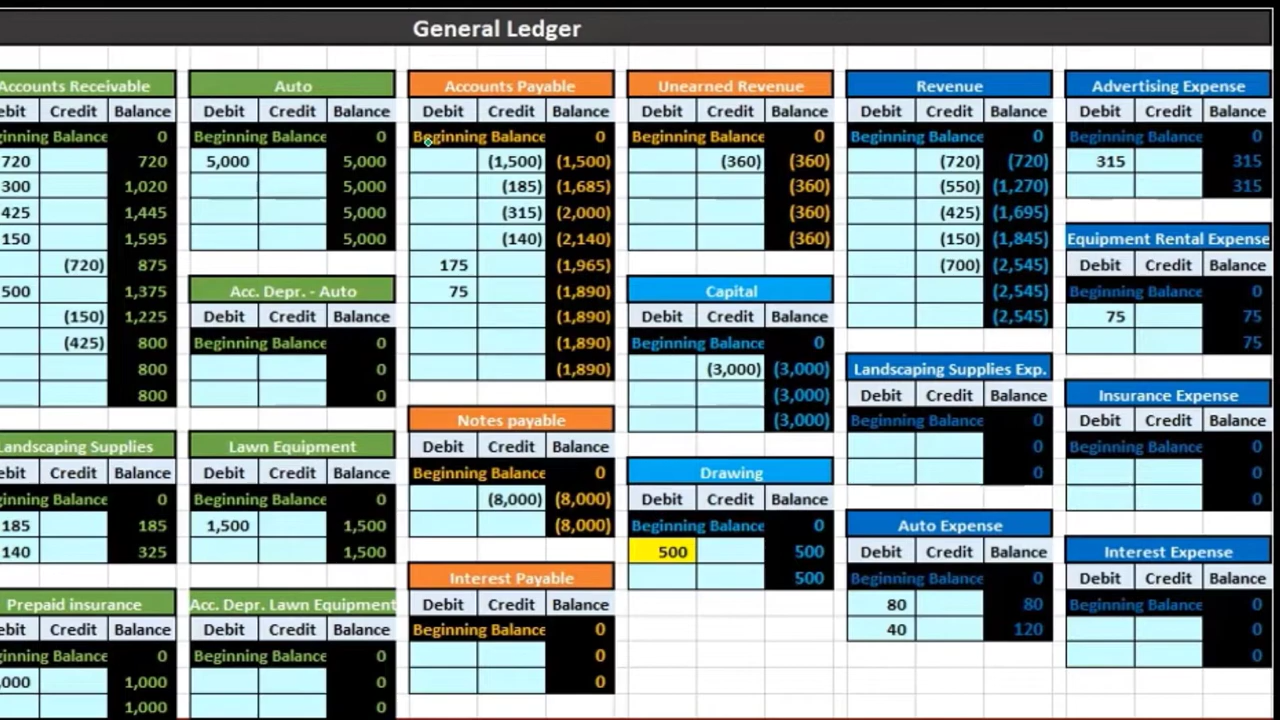 General Ledger
Accounts Receivable
ebit Credit Balance
ginning Balance 0
720 720
300 1,020
425 1,445
150 1,595
(720) 875
500 1,375
(150) 1,225
(425) 800
800
800
Landscaping Supplies
ebit Credit Balance
ginning Balance 0
185 185
140 325
Prepaid insurance
ebit Credit Balance
ginning Balance 0
,000 1,000
1,000
Auto
Debit Credit Balance
Beginning Balance 0
5,000 5,000
5,000
5,000
5,000
Acc. Depr. - Auto
Debit Credit Balance
Beginning Balance 0
0
0
Lawn Equipment
Debit Credit Balance
Beginning Balance 0
1,500 1,500
1,500
Acc. Depr. Lawn Equipment
Debit Credit Balance
Beginning Balance 0
0
0
Accounts Payable
Debit Credit Balance
Beginning Balance 0
(1,500) (1,500)
(185) (1,685)
(315) (2,000)
(140) (2,140)
175 (1,965)
75 (1,890)
(1,890)
(1,890)
(1,890)
Notes payable
Debit Credit Balance
Beginning Balance 0
(8,000) (8,000)
(8,000)
Interest Payable
Debit Credit Balance
Beginning Balance 0
0
0
Unearned Revenue
Debit Credit Balance
Beginning Balance 0
(360) (360)
(360)
(360)
(360)
Capital
Debit Credit Balance
Beginning Balance 0
(3,000) (3,000)
(3,000)
(3,000)
Drawing
Debit Credit Balance
Beginning Balance 0
500 500
500
Revenue
Debit Credit Balance
Beginning Balance 0
(720) (720)
(550) (1,270)
(425) (1,695)
(150) (1,845)
(700) (2,545)
(2,545)
(2,545)
Landscaping Supplies Exp.
Debit Credit Balance
Beginning Balance 0
0
0
Auto Expense
Debit Credit Balance
Beginning Balance 0
80 80
40 120
Advertising Expense
Debit Credit Balance
Beginning Balance 0
315 315
315
Equipment Rental Expense
Debit Credit Balance
Beginning Balance 0
75 75
75
Insurance Expense
Debit Credit Balance
Beginning Balance 0
0
0
Interest Expense
Debit Credit Balance
Beginning Balance 0
0
0